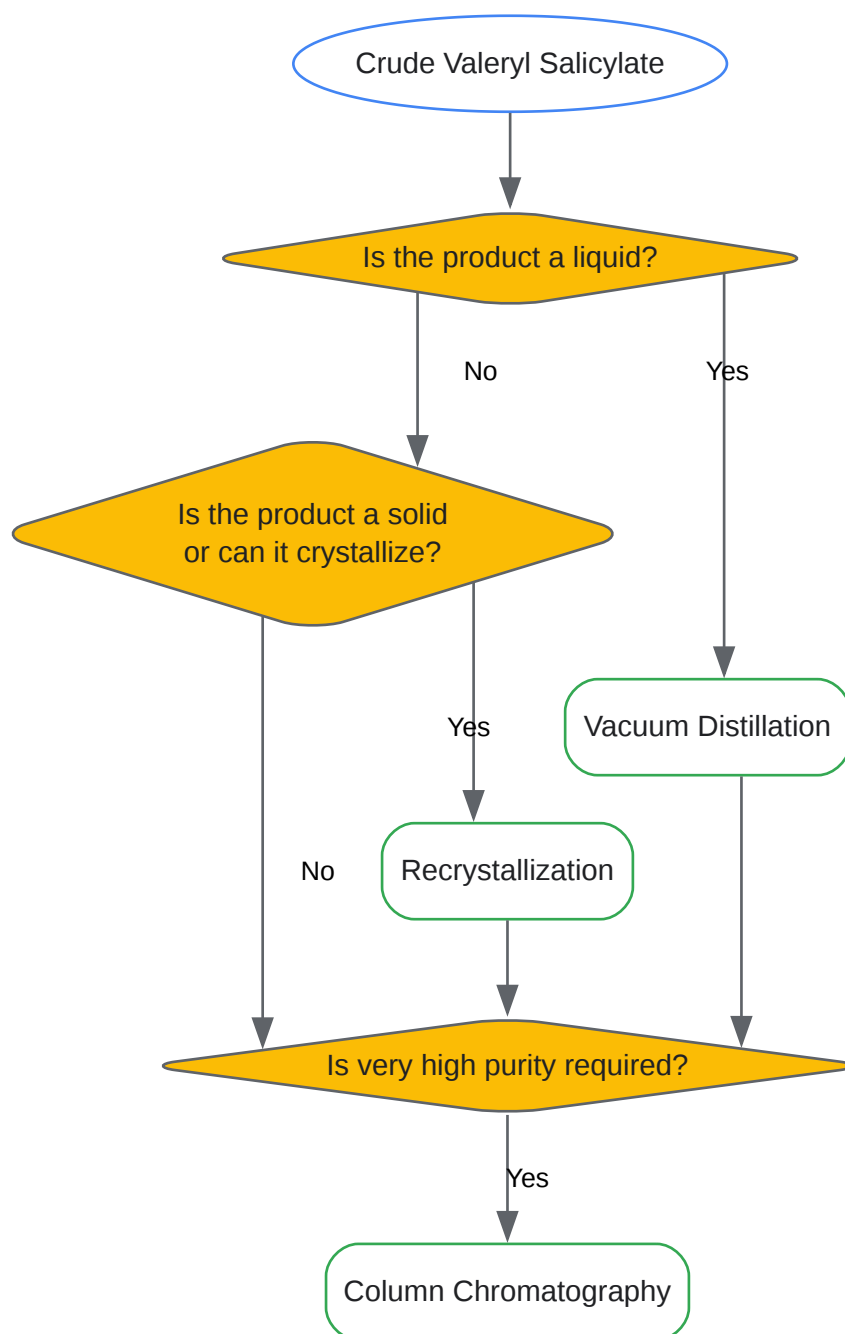 Crude Valeryl Salicylate
Is the product a liquid?
No
Yes
Is the product a solid
or can it crystallize?
Yes
Vacuum Distillation
No
Recrystallization
Is very high purity required?
Yes
Column Chromatography